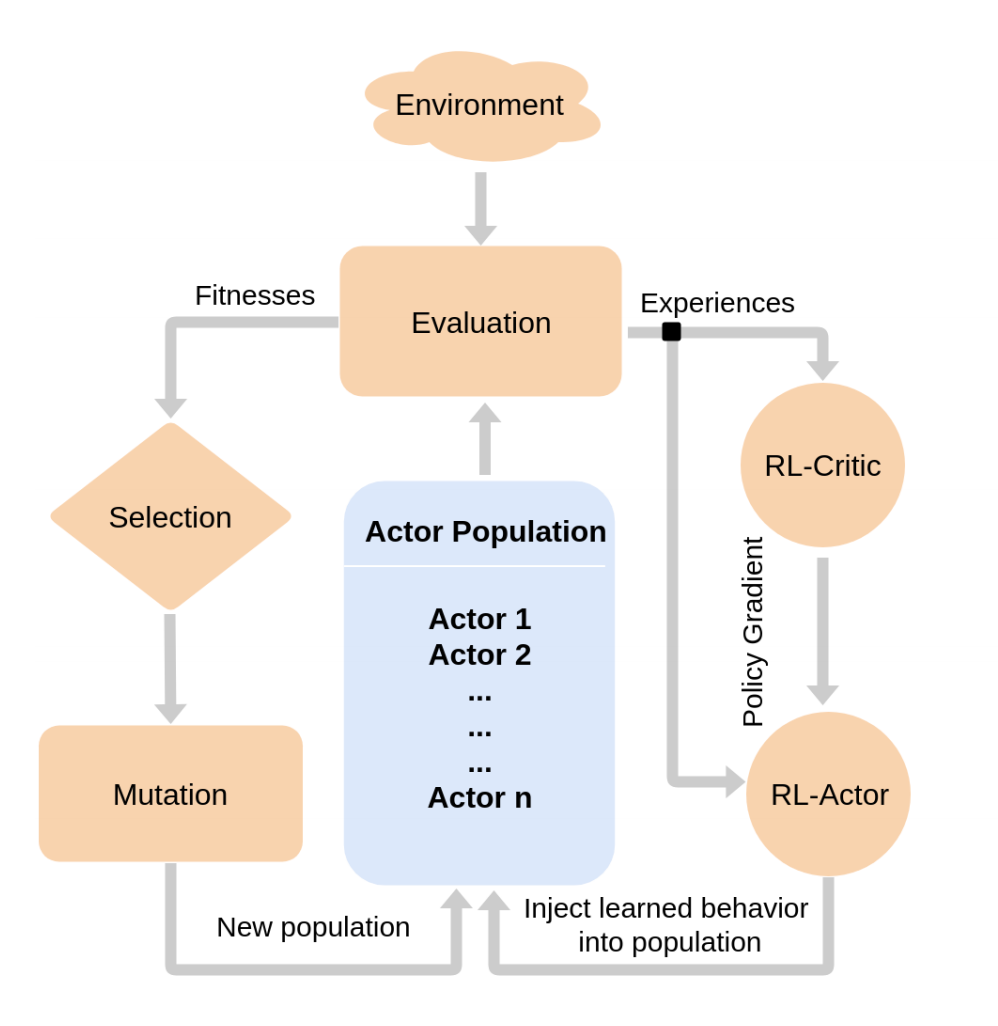 Environment
Fitnesses
Evaluation
Experiences
Selection
RL-Critic
Actor Population
Actor 1
Actor 2
...
...
...
Actor n
Policy Gradient
Mutation
RL-Actor
New population
Inject learned behavior
into population